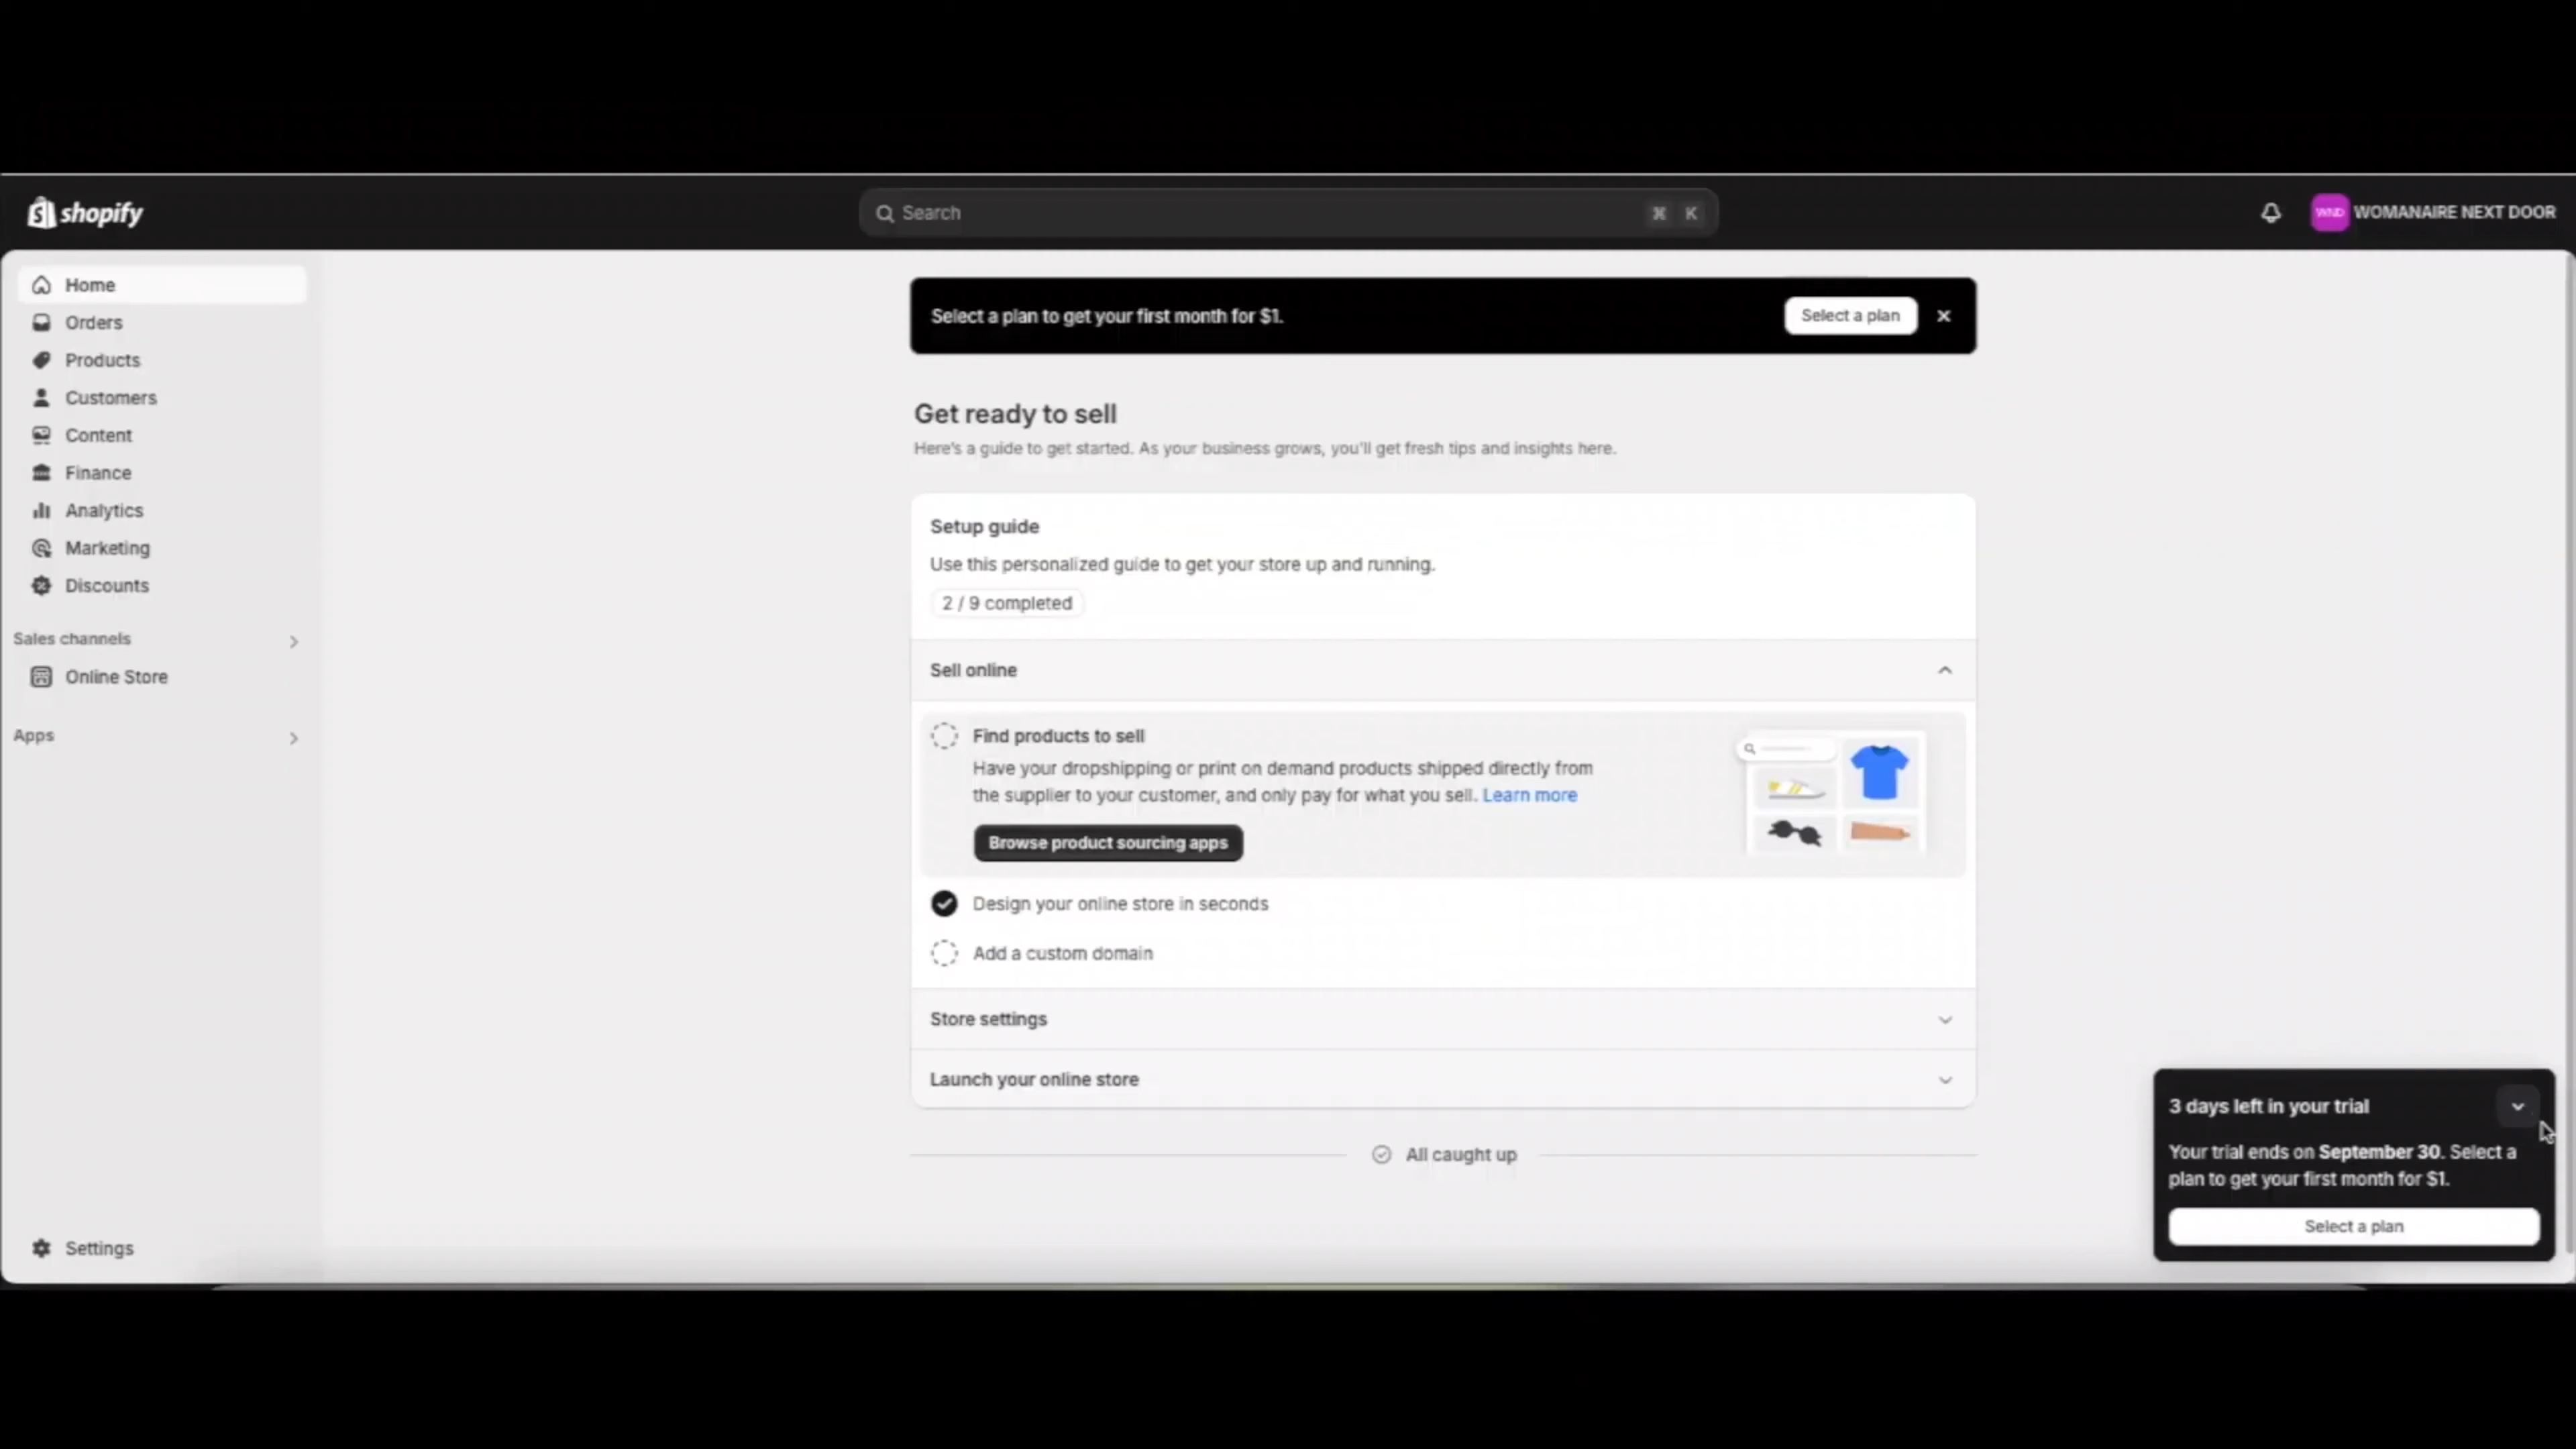 shopify
Search
⌘ K
WND WOMANAIRE NEXT DOOR
Home
Orders
Products
Customers
Content
Finance
Analytics
Marketing
Discounts
Sales channels
Online Store
Apps
Settings
Select a plan to get your first month for $1.
Select a plan
Get ready to sell
Here's a guide to get started. As your business grows, you'll get fresh tips and insights here.
Setup guide
Use this personalized guide to get your store up and running.
2 / 9 completed
Sell online
Find products to sell
Have your dropshipping or print on demand products shipped directly from
the supplier to your customer, and only pay for what you sell. Learn more
Browse product sourcing apps
Design your online store in seconds
Add a custom domain
Store settings
Launch your online store
All caught up
3 days left in your trial
Your trial ends on September 30. Select a
plan to get your first month for $1.
Select a plan